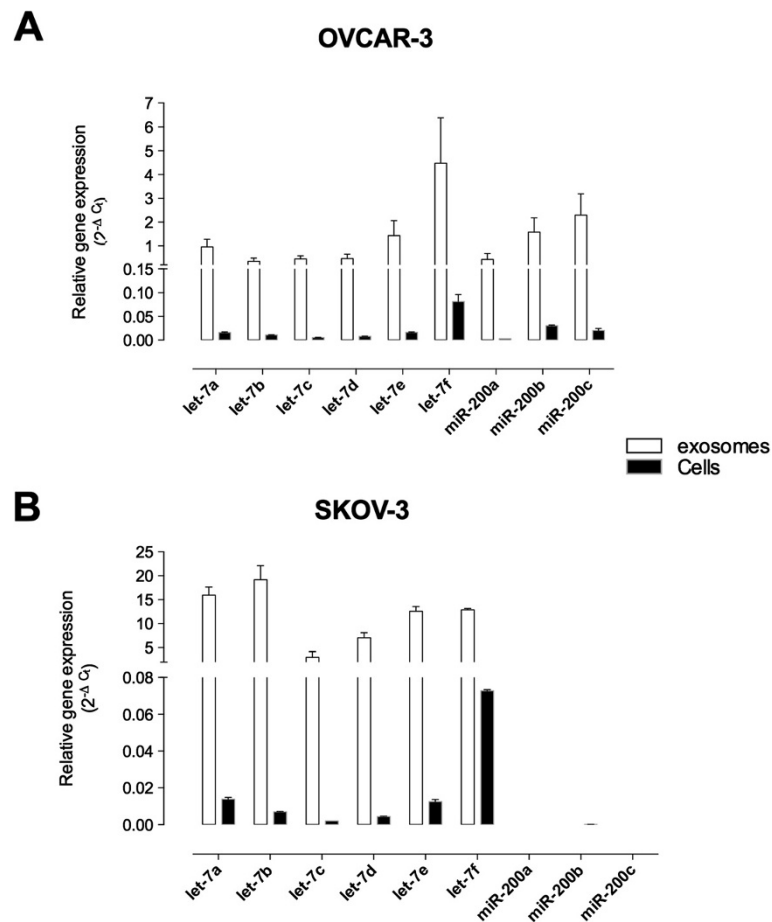 A
OVCAR-3
Relative gene expression
(2-Δ Ct)
7
6
5
4
3
2
1
0.15
0.10
0.05
0.00
let-7a
let-7b
let-7c
let-7d
let-7e
let-7f
miR-200a
miR-200b
miR-200c
exosomes
Cells
B
SKOV-3
Relative gene expression
(2-Δ Ct)
25
20
15
10
5
0.08
0.06
0.04
0.02
0.00
let-7a
let-7b
let-7c
let-7d
let-7e
let-7f
miR-200a
miR-200b
miR-200c